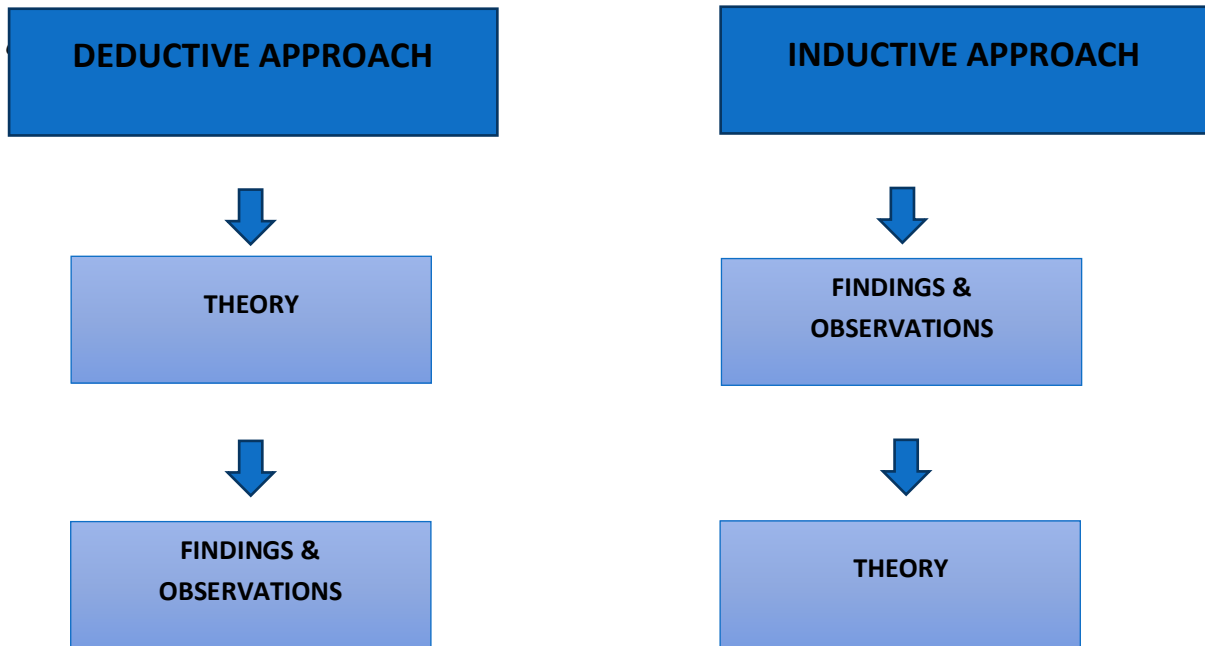 DEDUCTIVE APPROACH
THEORY
FINDINGS &
OBSERVATIONS
INDUCTIVE APPROACH
FINDINGS &
OBSERVATIONS
THEORY